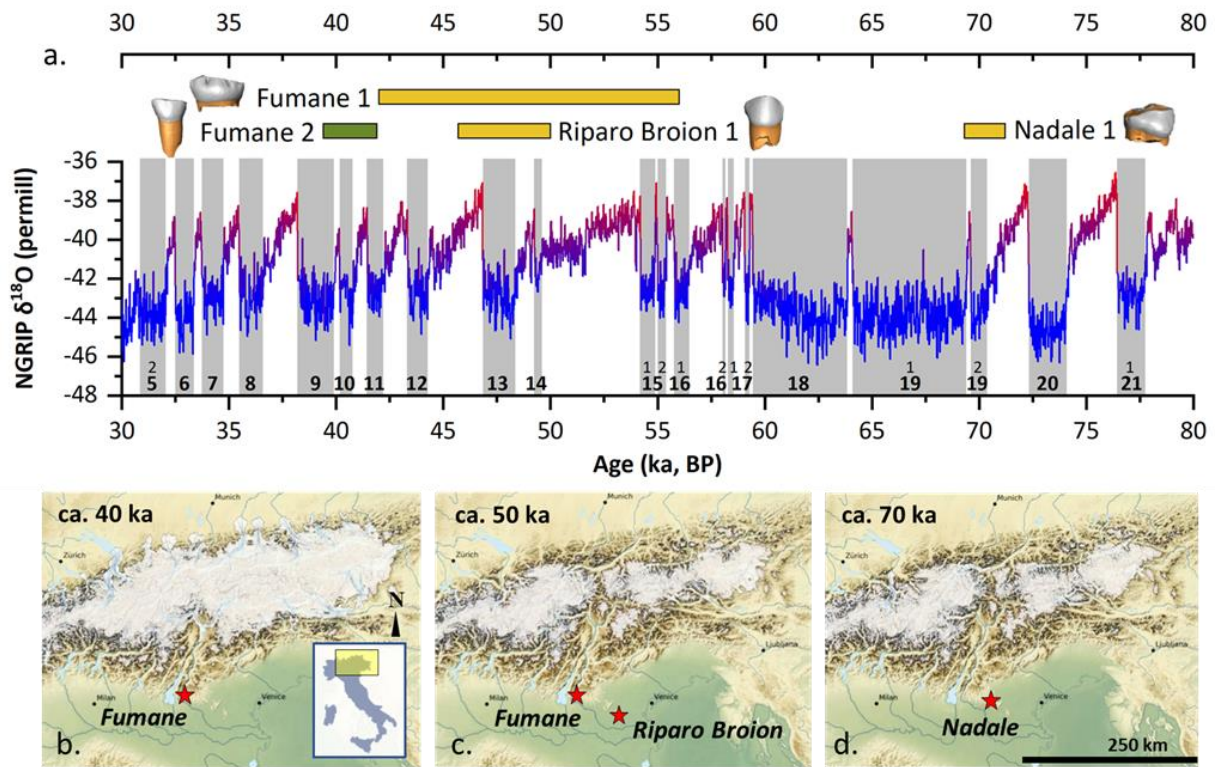 30 35 40 45 50 55 60 65 70 75 80
a.
Fumane 1
Fumane 2
Riparo Broion 1
Nadale 1
NGRIP δ18O (permill)
-36
-38
-40
-42
-44
-46
-48
2 1 2 1 2 1 2 1 2 1
5 6 7 8 9 10 11 12 13 14 15 16 16 17 18 19 19 20 21
30 35 40 45 50 55 60 65 70 75 80
Age (ka, BP)
ca. 40 ka
Munich
Zürich
N
Ljubljana
Milan
Venice
Fumane
b.
ca. 50 ka
Munich
Zürich
Ljubljana
Milan
Venice
Fumane
Riparo Broion
c.
ca. 70 ka
Munich
Zürich
Ljubljana
Milan
Venice
Nadale
d.
250 km